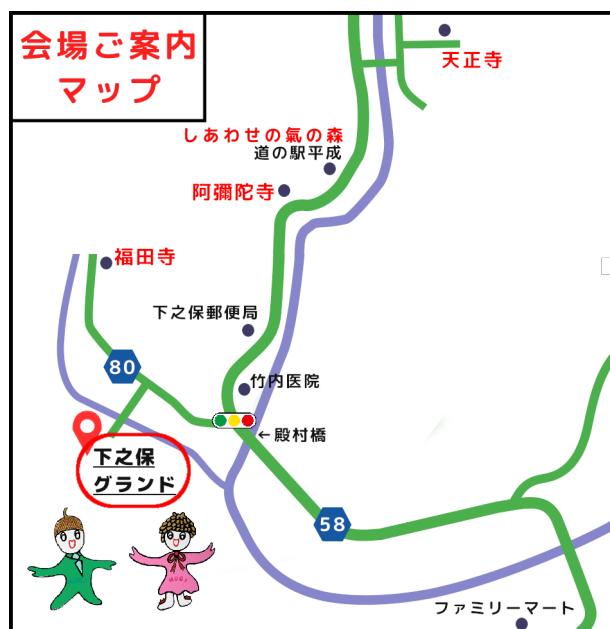 会場ご案内
マップ
天正寺
しあわせの氣の森
道の駅平成
阿彌陀寺
福田寺
下之保郵便局
80
竹内医院
←殿村橋
下之保
グランド
58
ファミリーマート